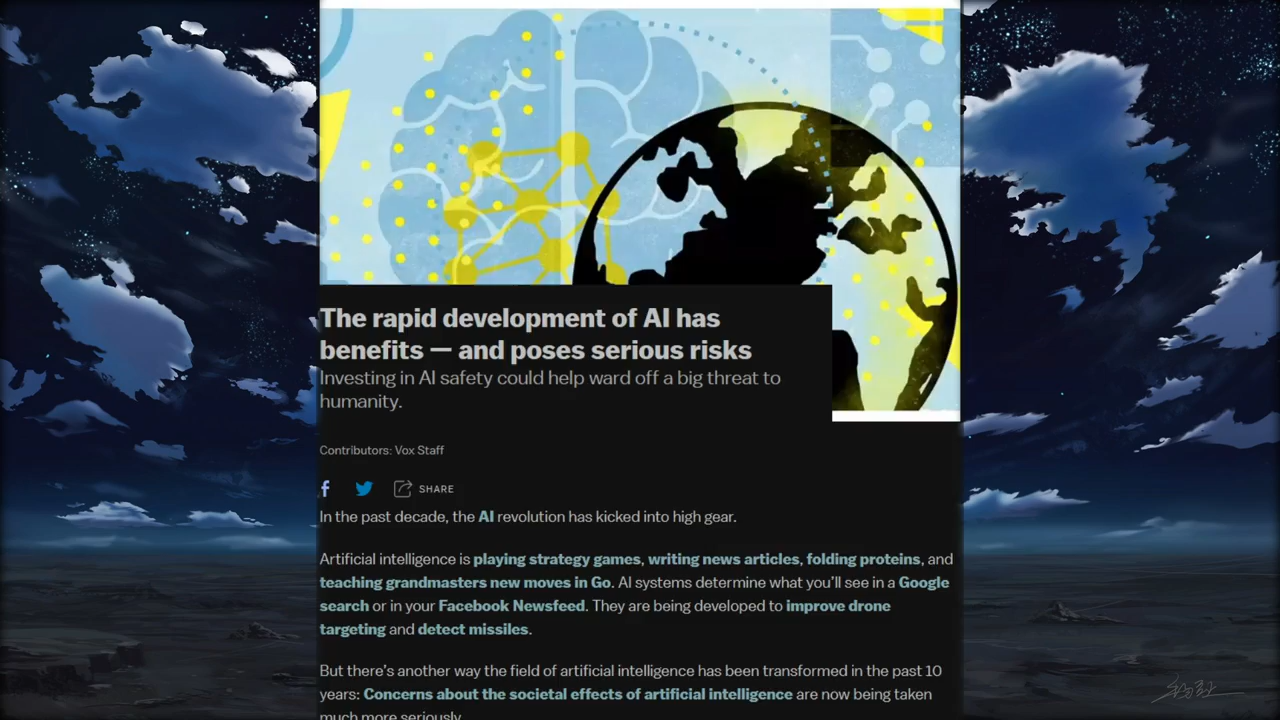 The rapid development of AI has
benefits — and poses serious risks
Investing in AI safety could help ward off a big threat to
humanity.
Contributors: Vox Staff
SHARE
In the past decade, the AI revolution has kicked into high gear.
Artificial intelligence is playing strategy games, writing news articles, folding proteins, and
teaching grandmasters new moves in Go. AI systems determine what you'll see in a Google
search or in your Facebook Newsfeed. They are being developed to improve drone
targeting and detect missiles.
But there's another way the field of artificial intelligence has been transformed in the past 10
years: Concerns about the societal effects of artificial intelligence are now being taken
much more seriously.